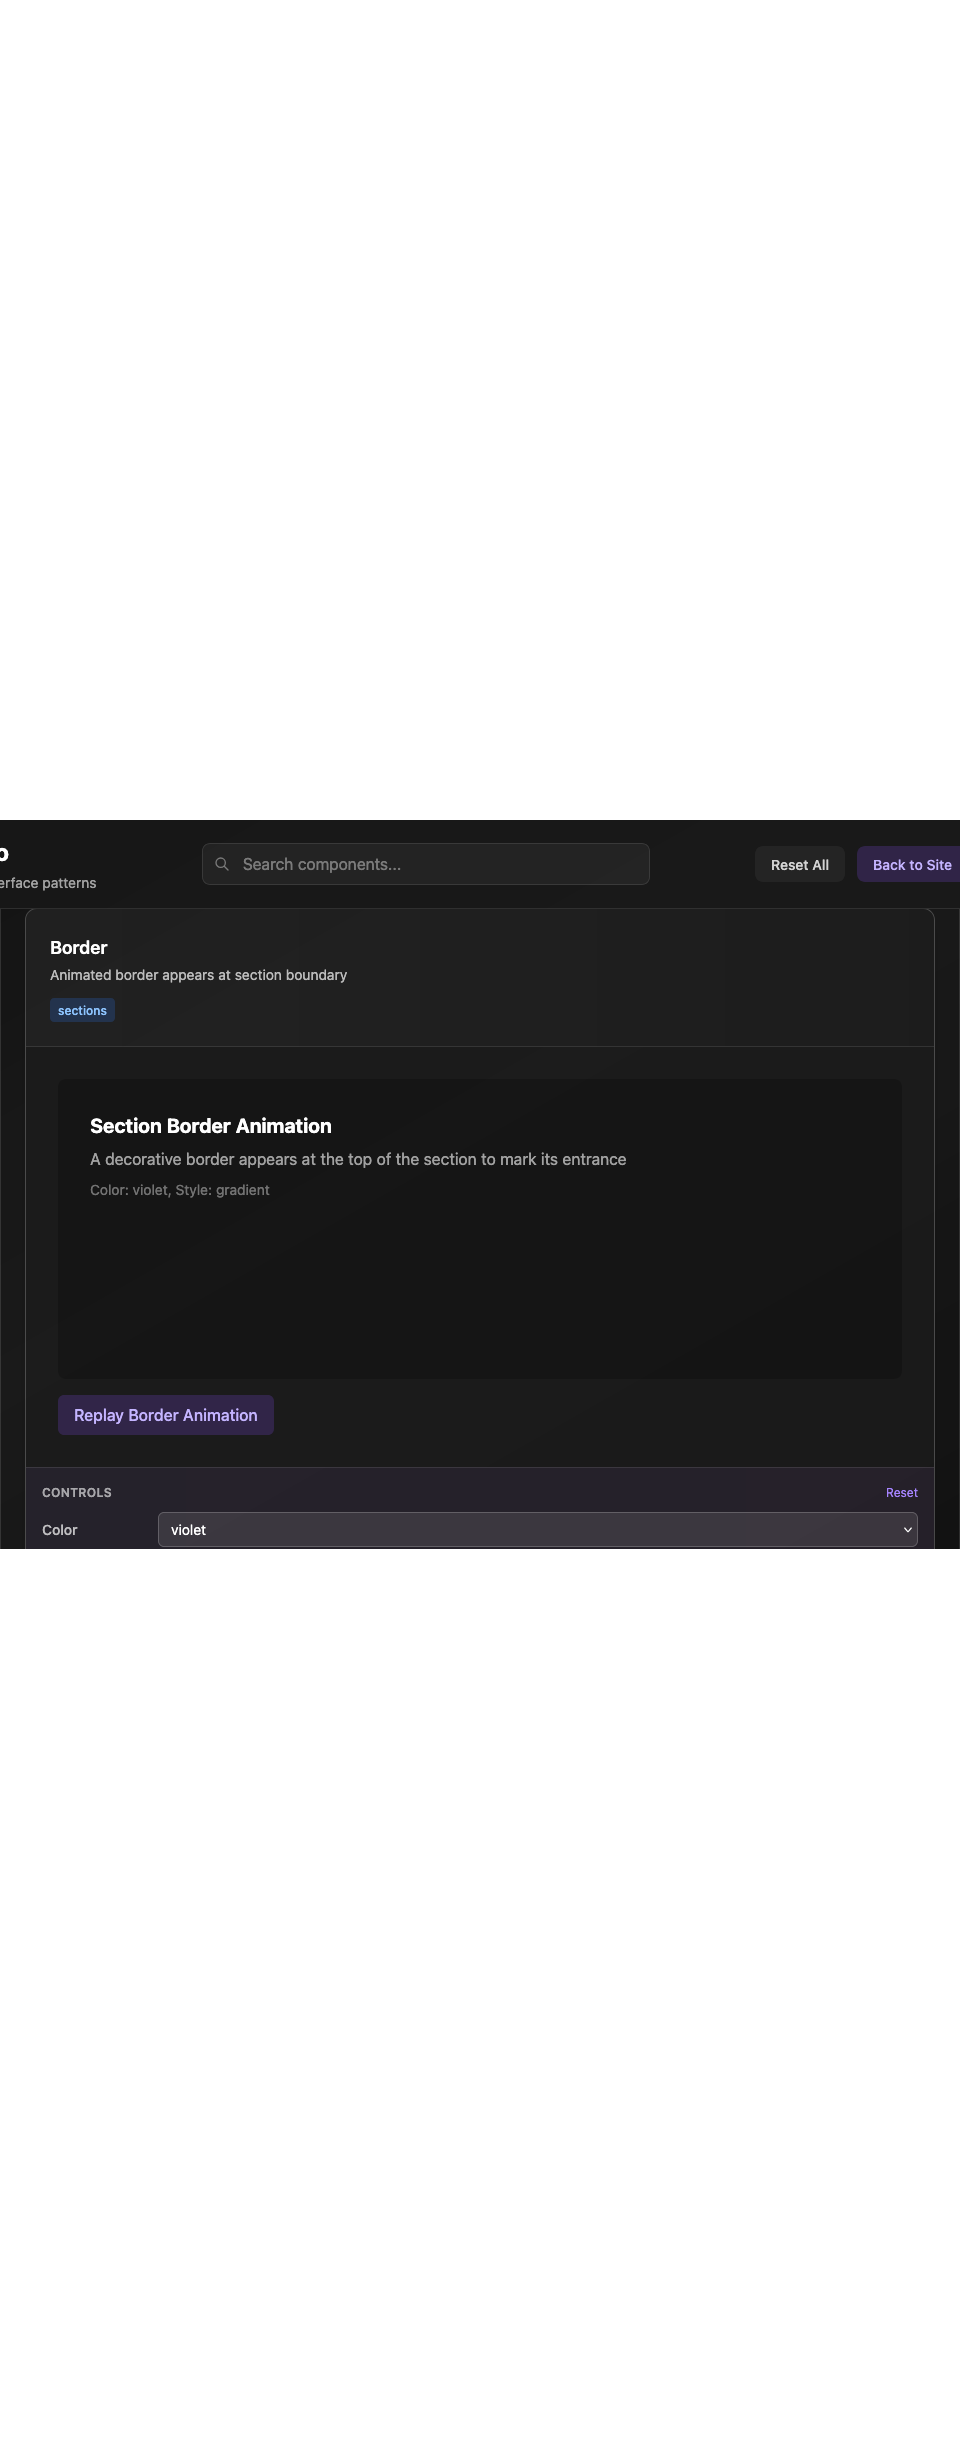 erface patterns
Search components...
Reset All
Back to Site
Border
Animated border appears at section boundary
sections
Section Border Animation
A decorative border appears at the top of the section to mark its entrance
Color: violet, Style: gradient
Replay Border Animation
CONTROLS
Reset
Color
violet